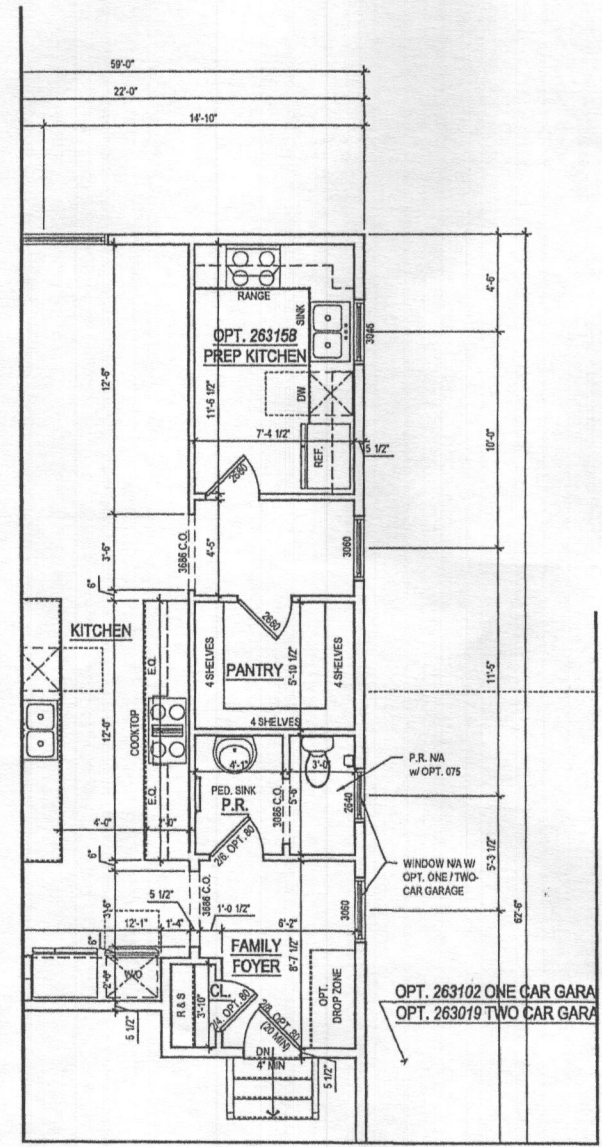 59'-0"
22'-0"
14'-10"
4'-6"
RANGE
SINK
3046
OPT. 263158
PREP KITCHEN
12'-6"
11'-6 1/2"
DW
10'-0"
7'-4 1/2"
5 1/2"
REF.
2680
3'-6"
3686 C.O.
4'-5"
3060
6"
KITCHEN
2680
E.Q.
4 SHELVES
PANTRY
5'-10 1/2"
4 SHELVES
11'-5"
12'-0"
COOKTOP
4 SHELVES
4'-1"
3'-0"
P.R. N/A
w/ OPT. 075
PED. SINK
P.R.
3086 C.O.
5'-6"
2640
E.Q.
4'-0"
2'-0"
2/6. OPT. 80
WINDOW N/A W/
OPT. ONE / TWO-
CAR GARAGE
5'-3 1/2"
6"
3'-6"
5 1/2"
3686 C.O.
1'-0 1/2"
3060
62'-6"
12'-1"
1'-4"
6'-2"
6"
FAMILY
FOYER
8'-7 1/2"
W/O
2'-0"
R & S
3'-10"
CL.
2/4. OPT. 80
2/8. OPT. 80
(20 MIN)
OPT.
DROP ZONE
OPT. 263102 ONE CAR GARA
OPT. 263019 TWO CAR GARA
5 1/2"
DN
4" MIN
5 1/2"